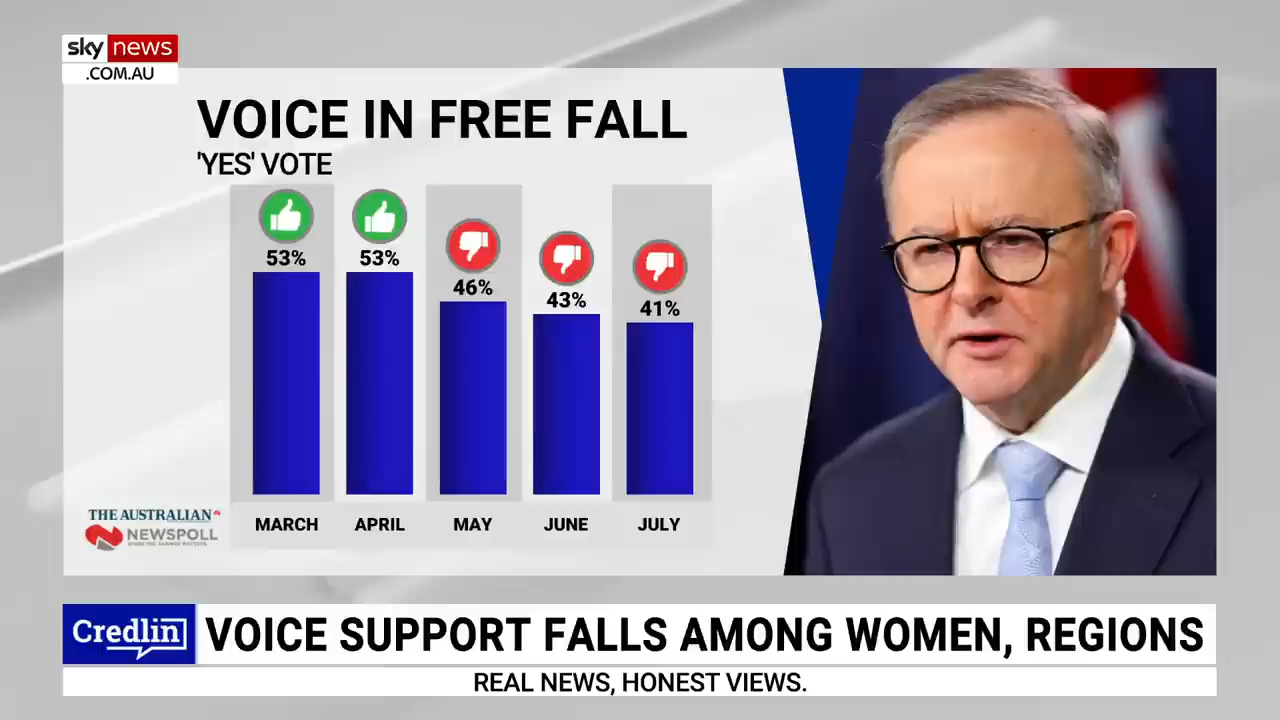 sky news
.COM.AU
VOICE IN FREE FALL
'YES' VOTE
53%
53%
46%
43%
41%
MARCH
APRIL
MAY
JUNE
JULY
THE AUSTRALIAN
NEWSPOLL
Credlin
VOICE SUPPORT FALLS AMONG WOMEN, REGIONS
REAL NEWS, HONEST VIEWS.